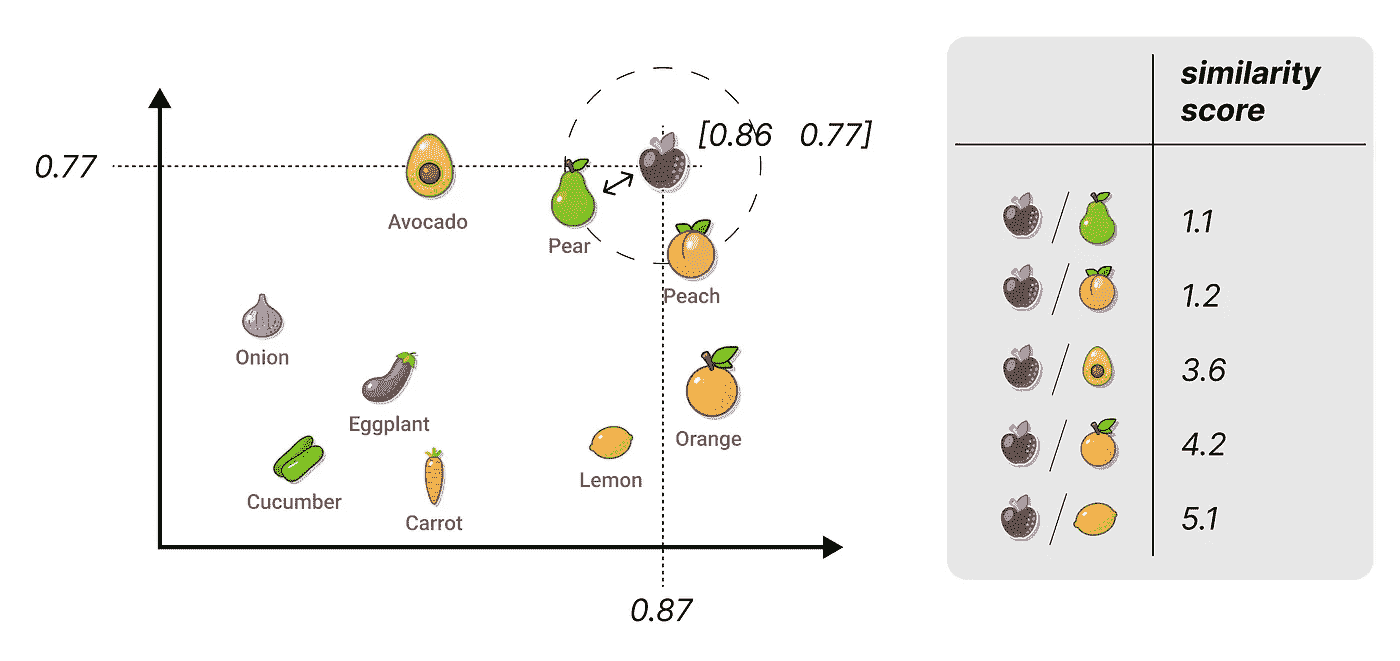 [0.86 0.77]
0.77
Avocado
Pear
Peach
Onion
Eggplant
Orange
Lemon
Cucumber
Carrot
0.87
similarity
score
1.1
1.2
3.6
4.2
5.1